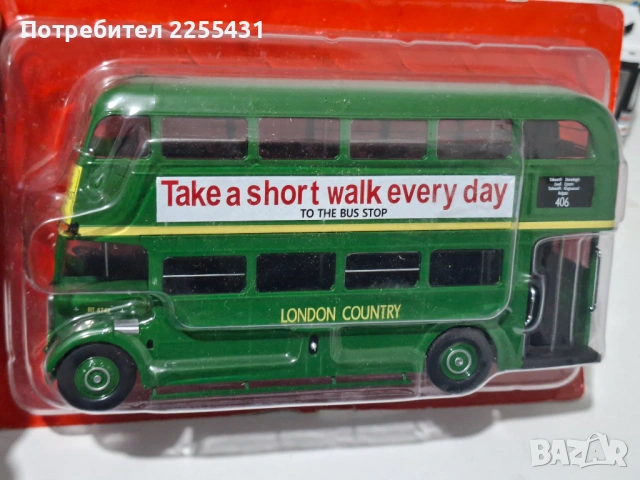 Потребител 2255431
Take a short walk every day
TO THE BUS STOP
406
LONDON COUNTRY
BAZAR